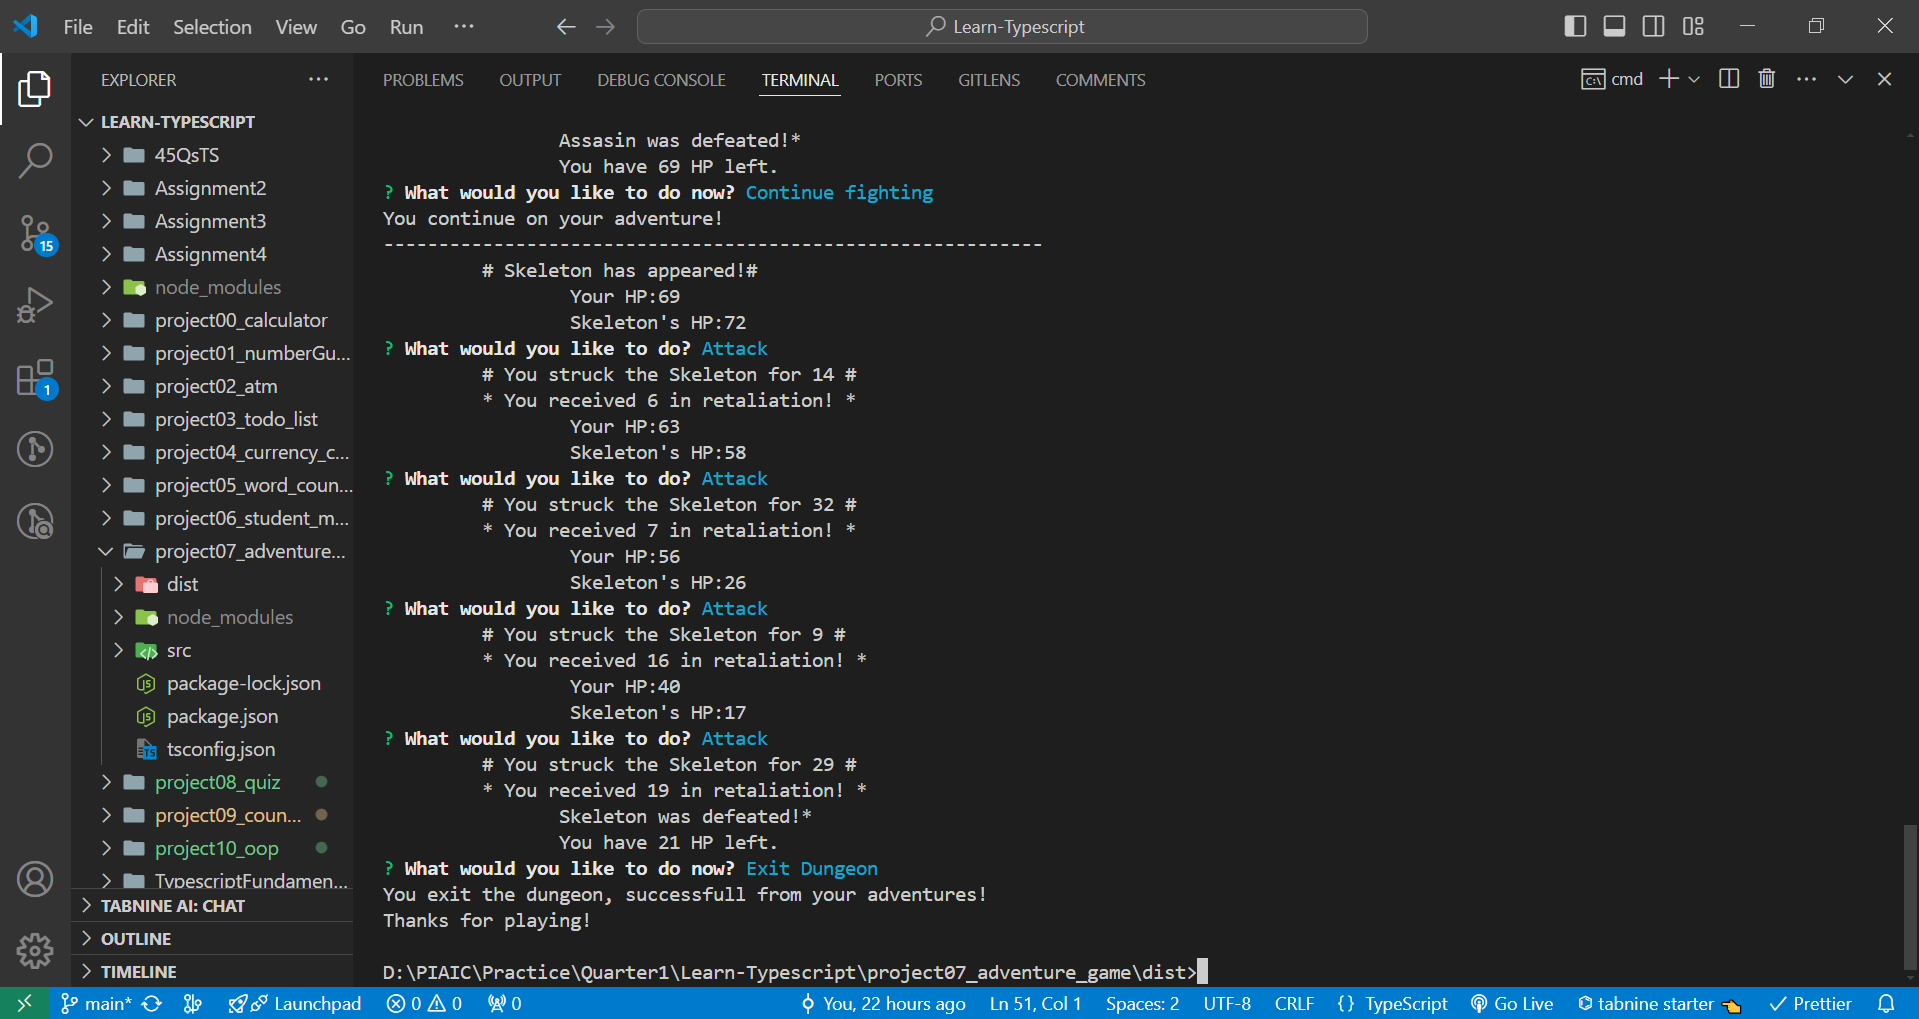 File Edit Selection View Go Run ···
Learn-Typescript
EXPLORER ···
LEARN-TYPESCRIPT
45QsTS
Assignment2
Assignment3
Assignment4
node_modules
project00_calculator
project01_numberGu...
project02_atm
project03_todo_list
project04_currency_c...
project05_word_coun...
project06_student_m...
project07_adventure...
dist
node_modules
src
package-lock.json
package.json
tsconfig.json
project08_quiz
project09_coun...
project10_oop
TypescriptFundamen...
TABNINE AI: CHAT
OUTLINE
TIMELINE
15
1
PROBLEMS OUTPUT DEBUG CONSOLE TERMINAL PORTS GITLENS COMMENTS
cmd
Assasin was defeated!*
You have 69 HP left.
? What would you like to do now? Continue fighting
You continue on your adventure!
------------------------------------------------------------
# Skeleton has appeared!#
Your HP:69
Skeleton's HP:72
? What would you like to do? Attack
# You struck the Skeleton for 14 #
* You received 6 in retaliation! *
Your HP:63
Skeleton's HP:58
? What would you like to do? Attack
# You struck the Skeleton for 32 #
* You received 7 in retaliation! *
Your HP:56
Skeleton's HP:26
? What would you like to do? Attack
# You struck the Skeleton for 9 #
* You received 16 in retaliation! *
Your HP:40
Skeleton's HP:17
? What would you like to do? Attack
# You struck the Skeleton for 29 #
* You received 19 in retaliation! *
Skeleton was defeated!*
You have 21 HP left.
? What would you like to do now? Exit Dungeon
You exit the dungeon, successfull from your adventures!
Thanks for playing!
D:\PIAIC\Practice\Quarter1\Learn-Typescript\project07_adventure_game\dist>
main* Launchpad 0 0 0 You, 22 hours ago Ln 51, Col 1 Spaces: 2 UTF-8 CRLF {} TypeScript Go Live tabnine starter Prettier